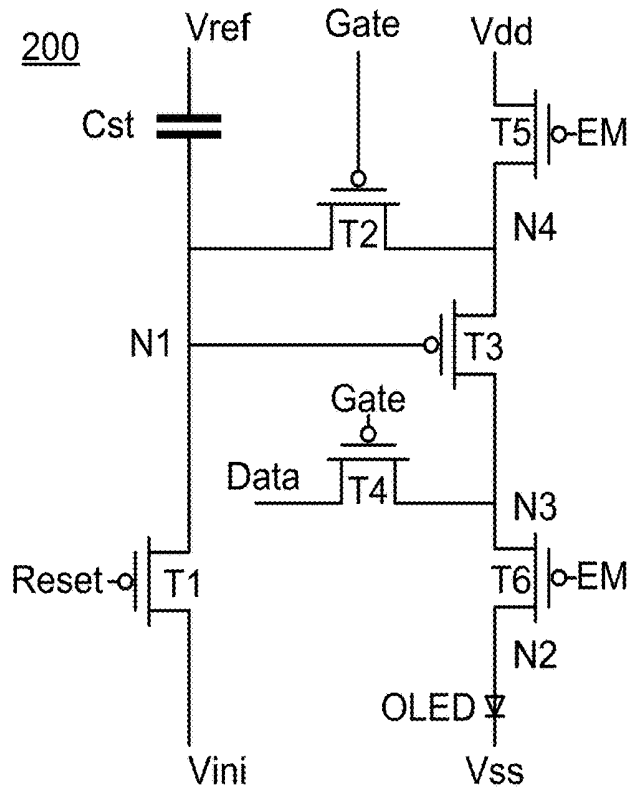 200
Vref
Gate
Vdd
Cst
T5
EM
T2
N4
N1
T3
Gate
Data
T4
N3
Reset
T1
T6
EM
N2
OLED
Vini
Vss